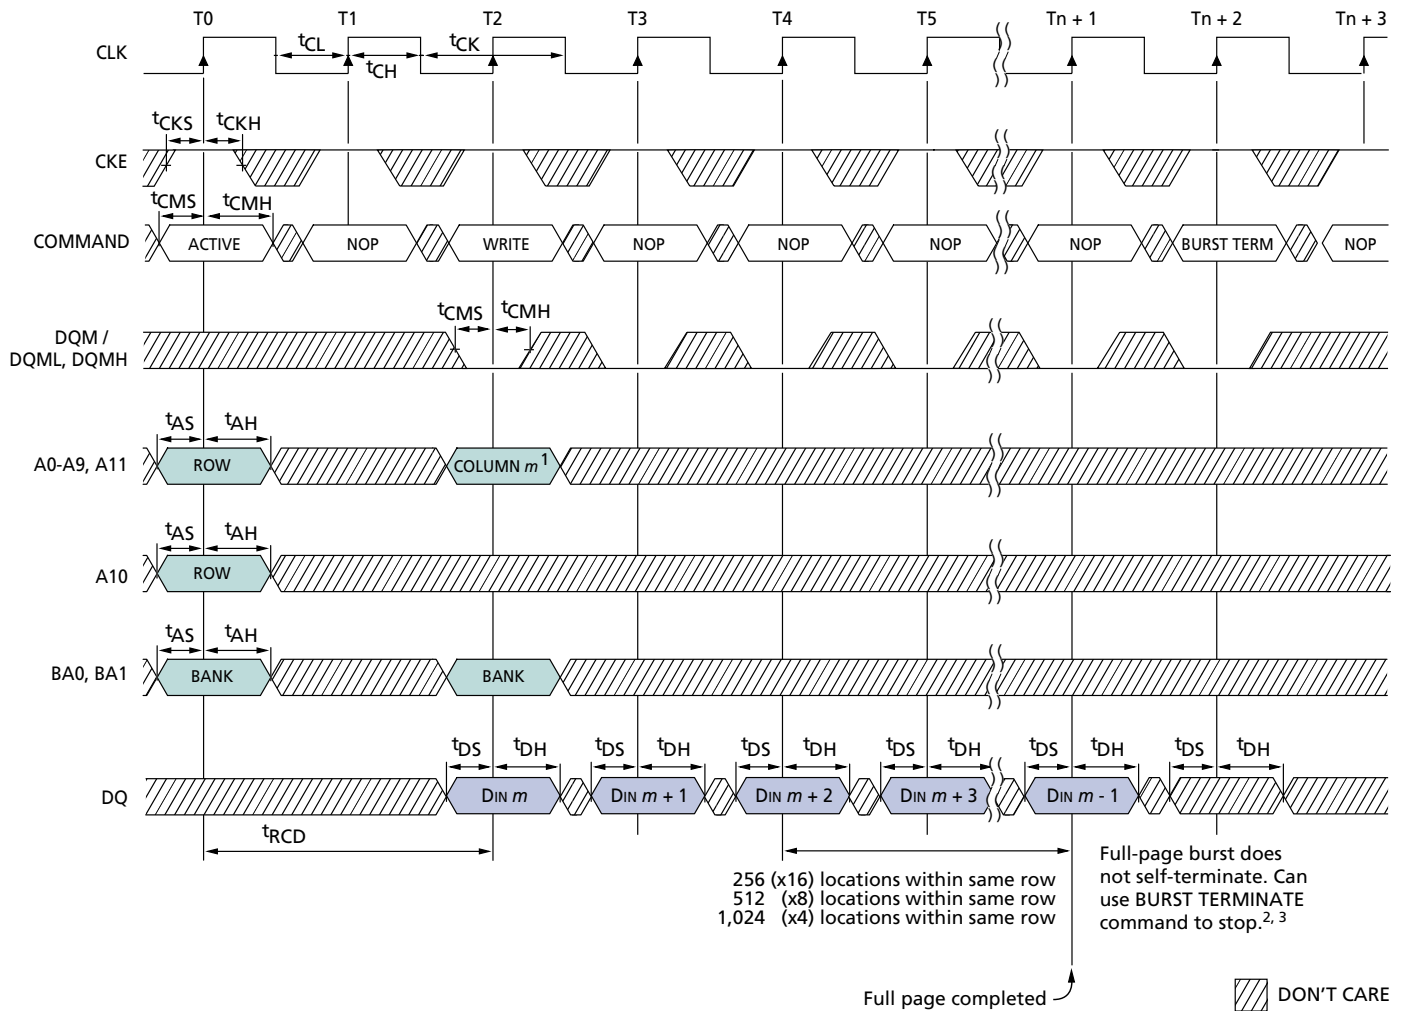 T0 T1 T2 T3 T4 T5 Tn + 1 Tn + 2 Tn + 3
CLK tCL tCH tCK
tCKS tCKH
CKE
tCMS tCMH
COMMAND ACTIVE NOP WRITE NOP NOP NOP NOP BURST TERM NOP
tCMS tCMH
DQM /
DQML, DQMH
tAS tAH
A0-A9, A11 ROW COLUMN m1
tAS tAH
A10 ROW
tAS tAH
BA0, BA1 BANK BANK
tDS tDH tDS tDH tDS tDH tDS tDH tDS tDH tDS tDH
DQ DIN m DIN m + 1 DIN m + 2 DIN m + 3 DIN m - 1
tRCD
256 (x16) locations within same row
512 (x8) locations within same row
1,024 (x4) locations within same row
Full-page burst does
not self-terminate. Can
use BURST TERMINATE
command to stop.2, 3
Full page completed
DON'T CARE